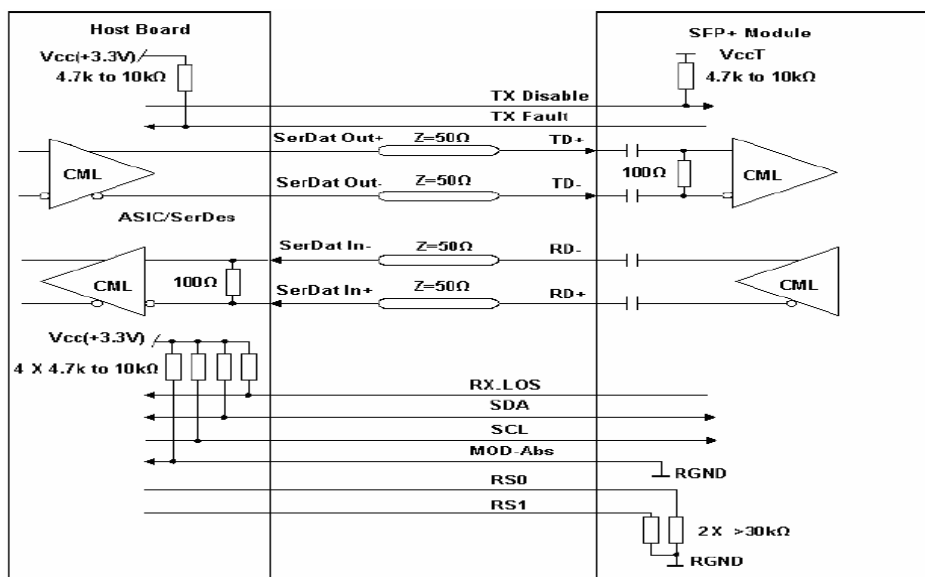 Host Board
SFP+ Module
Vcc(+3.3V)
4.7k to 10kΩ
VccT
4.7k to 10kΩ
TX Disable
TX Fault
SerDat Out+
Z=50Ω
TD+
CML
100Ω
CML
SerDat Out-
Z=50Ω
TD-
ASIC/SerDes
SerDat In-
Z=50Ω
RD-
CML
100Ω
CML
SerDat In+
Z=50Ω
RD+
Vcc(+3.3V)
4 X 4.7k to 10kΩ
RX-LOS
SDA
SCL
MOD-Abs
RGND
RS0
RS1
2X >30kΩ
RGND